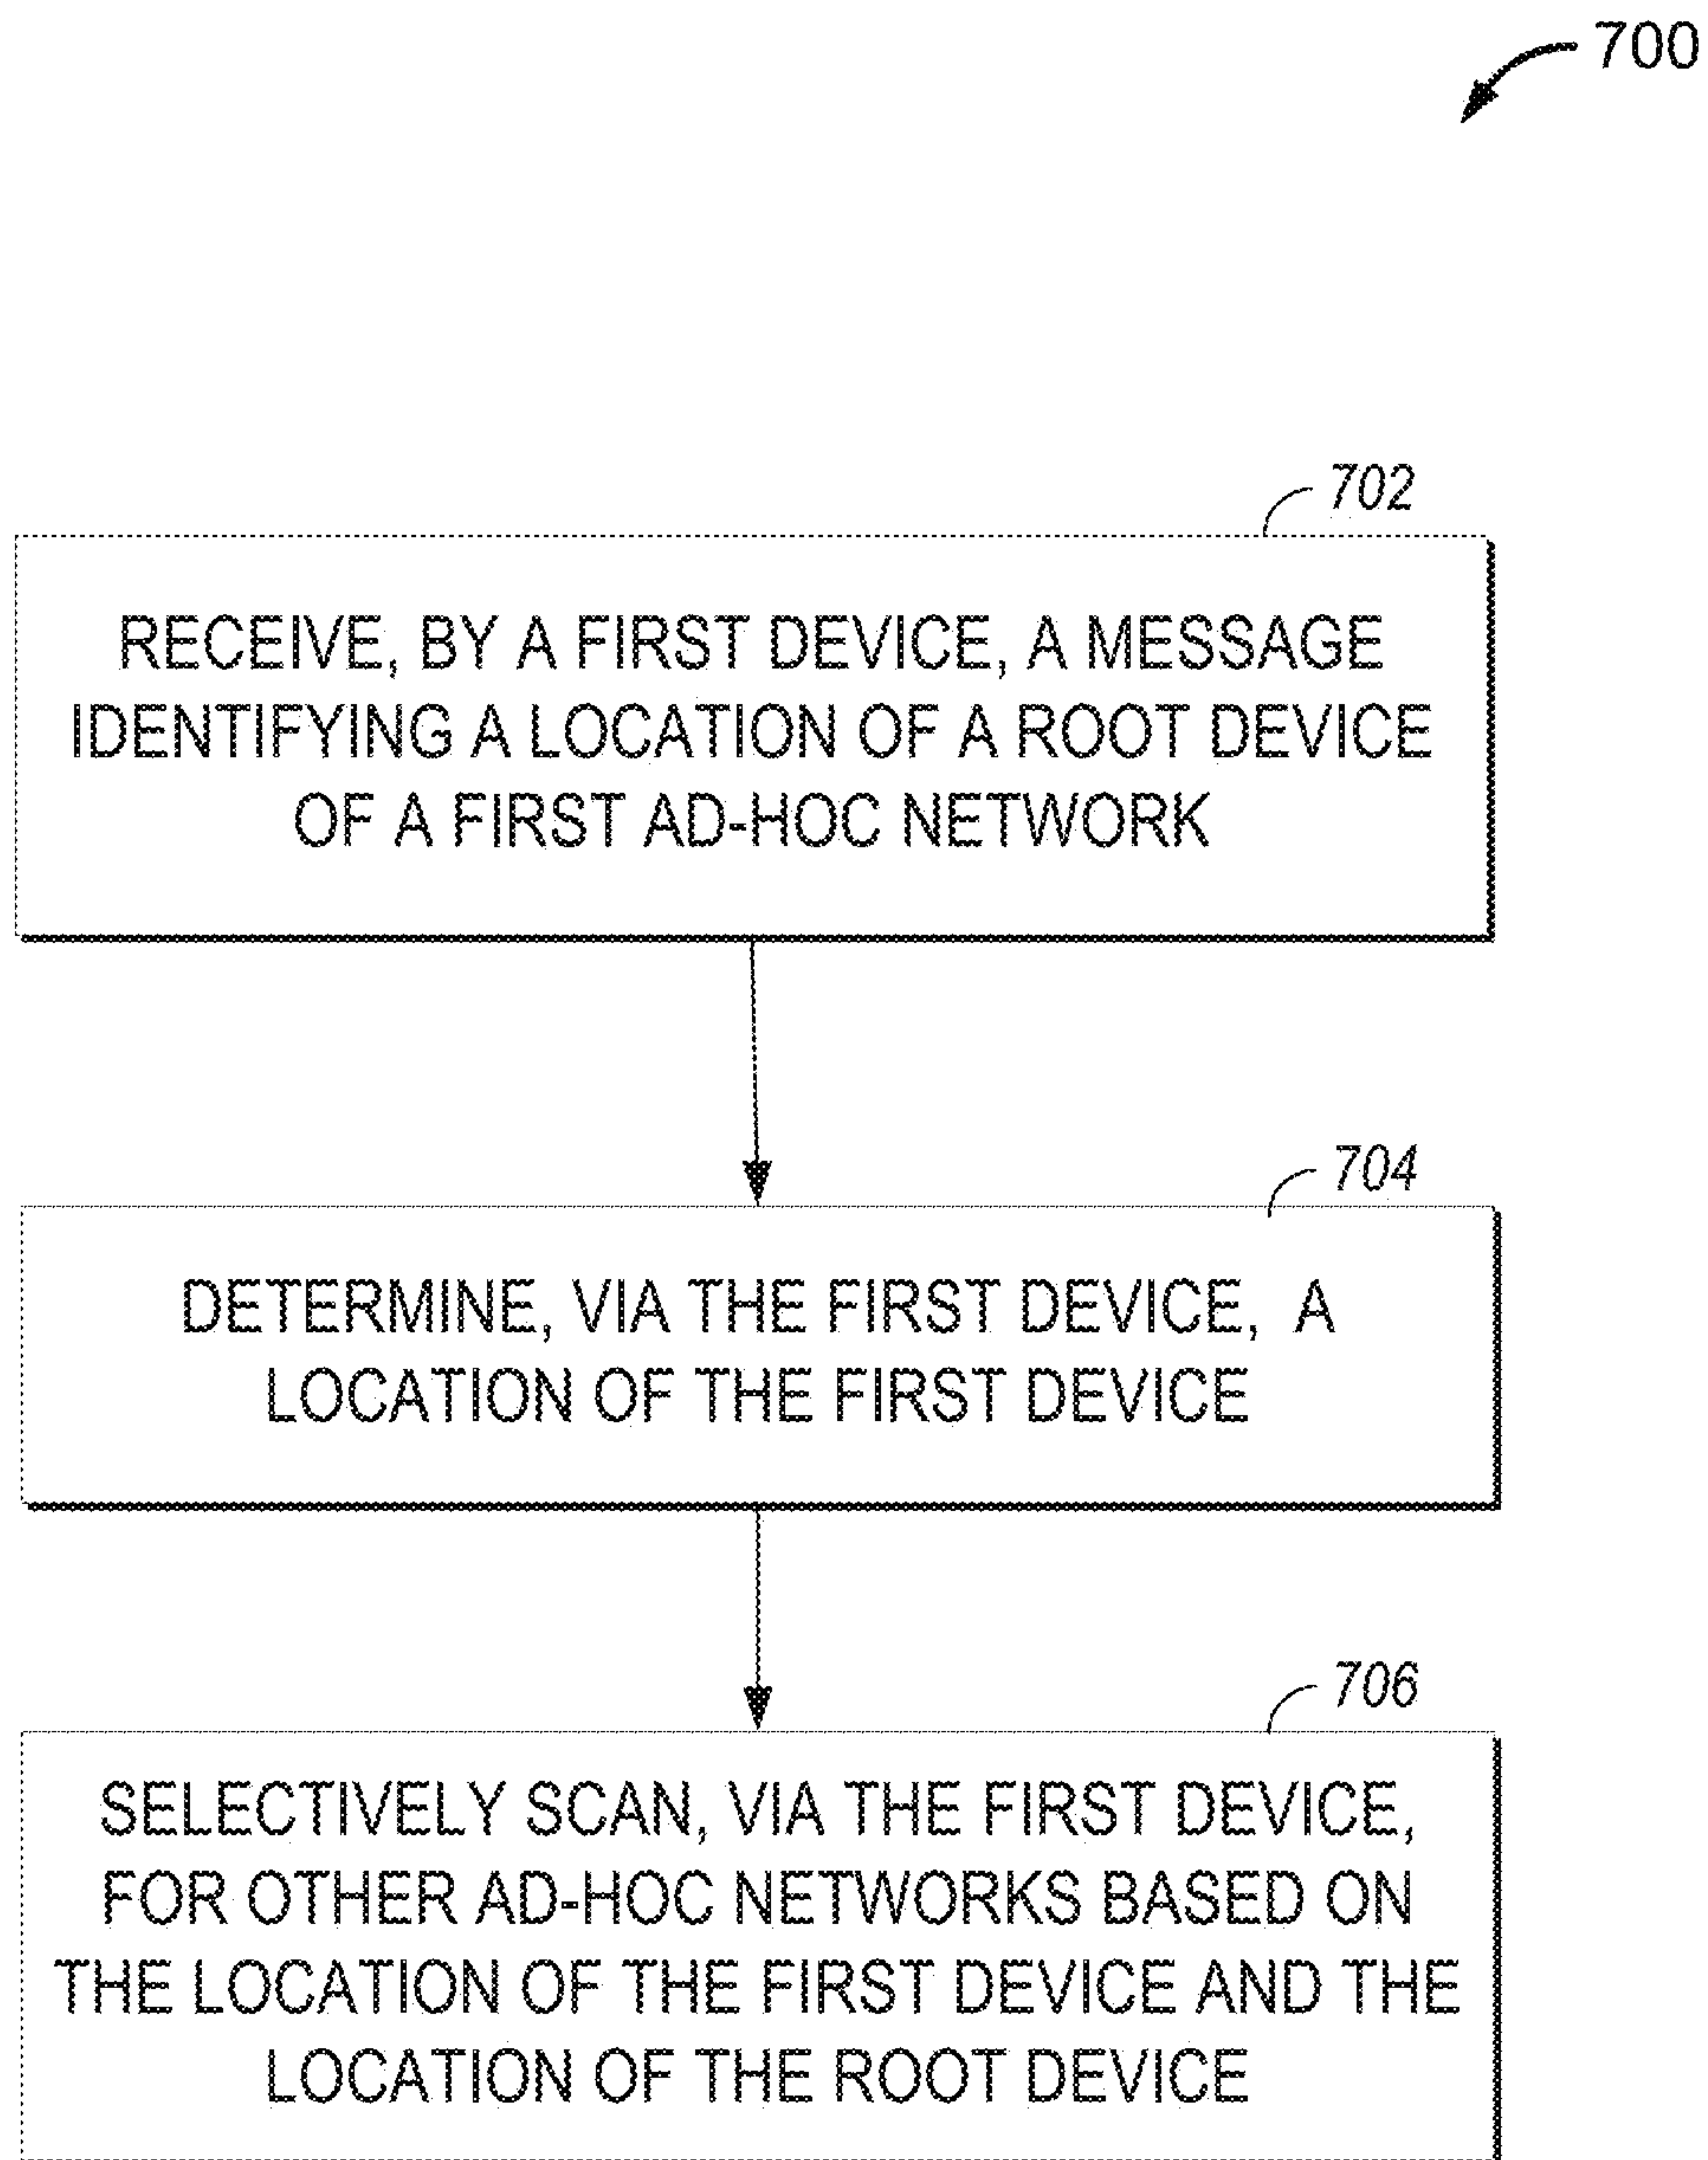 700
702
RECEIVE, BY A FIRST DEVICE, A MESSAGE
IDENTIFYING A LOCATION OF A ROOT DEVICE
OF A FIRST AD-HOC NETWORK
704
DETERMINE, VIA THE FIRST DEVICE, A
LOCATION OF THE FIRST DEVICE
706
SELECTIVELY SCAN, VIA THE FIRST DEVICE,
FOR OTHER AD-HOC NETWORKS BASED ON
THE LOCATION OF THE FIRST DEVICE AND THE
LOCATION OF THE ROOT DEVICE